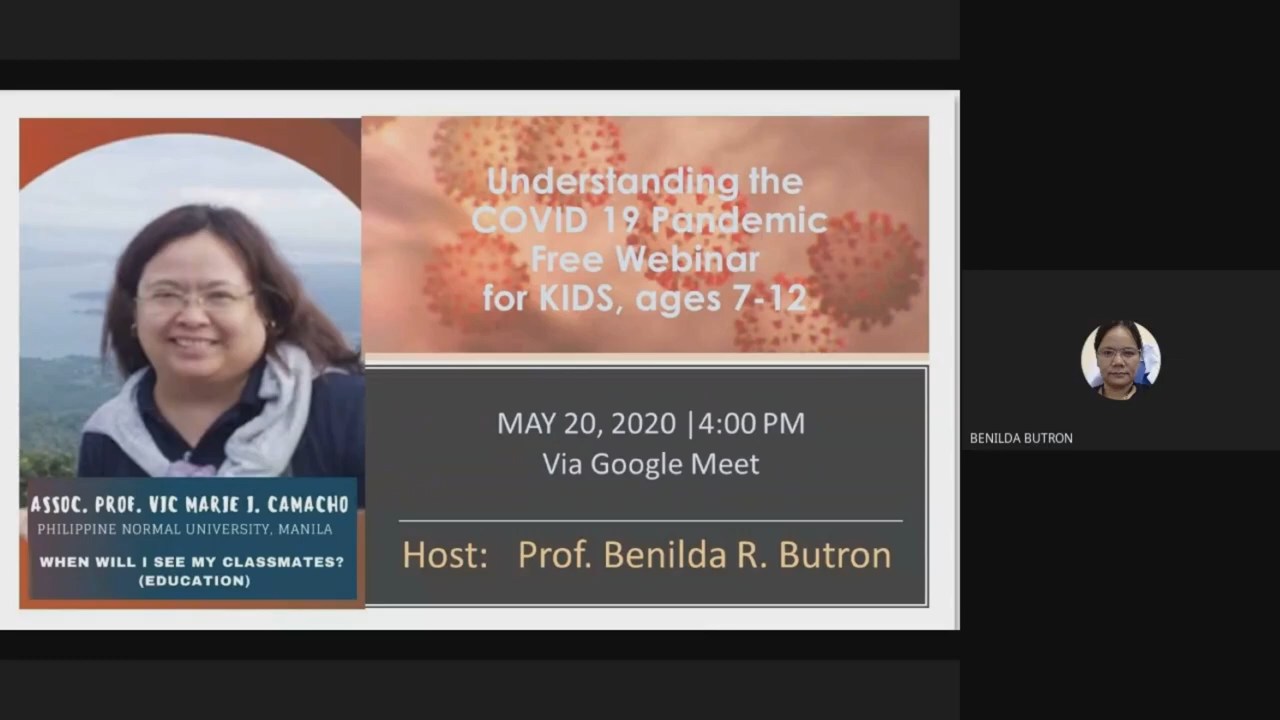 Understanding the
COVID 19 Pandemic
Free Webinar
for KIDS, ages 7-12
MAY 20, 2020 |4:00 PM
Via Google Meet
Host: Prof. Benilda R. Butron
ASSOC. PROF. VIC MARIE I. CAMACHO
PHILIPPINE NORMAL UNIVERSITY, MANILA
WHEN WILL I SEE MY CLASSMATES?
(EDUCATION)
BENILDA BUTRON